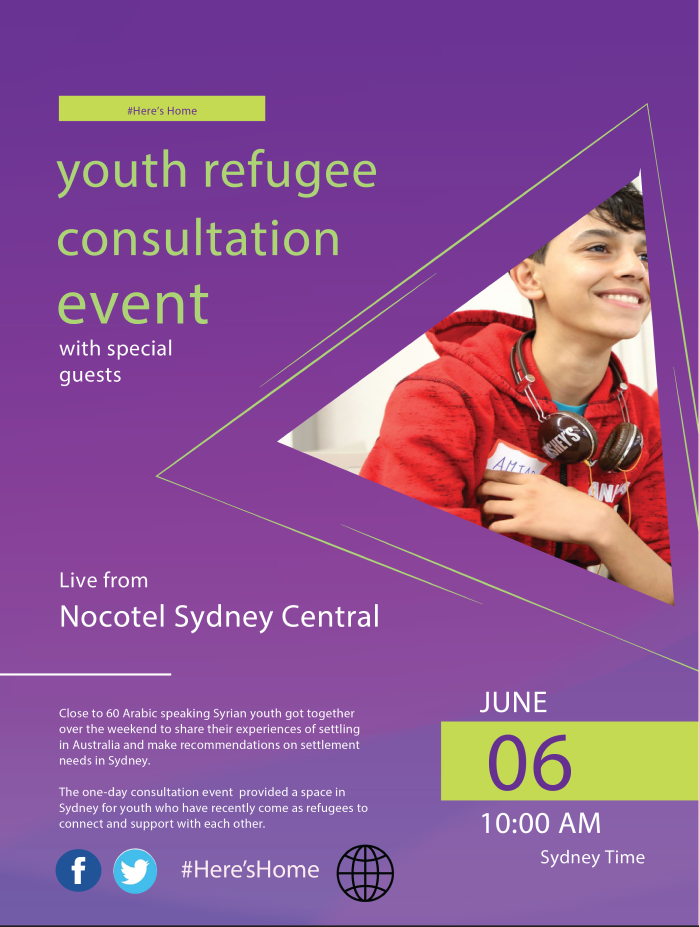 #Here's Home
youth refugee
consultation
event
with special
guests
AMJAD
Live from
Nocotel Sydney Central
Close to 60 Arabic speaking Syrian youth got together
over the weekend to share their experiences of settling
in Australia and make recommendations on settlement
needs in Sydney.
The one-day consultation event provided a space in
Sydney for youth who have recently come as refugees to
connect and support with each other.
JUNE
06
10:00 AM
Sydney Time
#Here'sHome